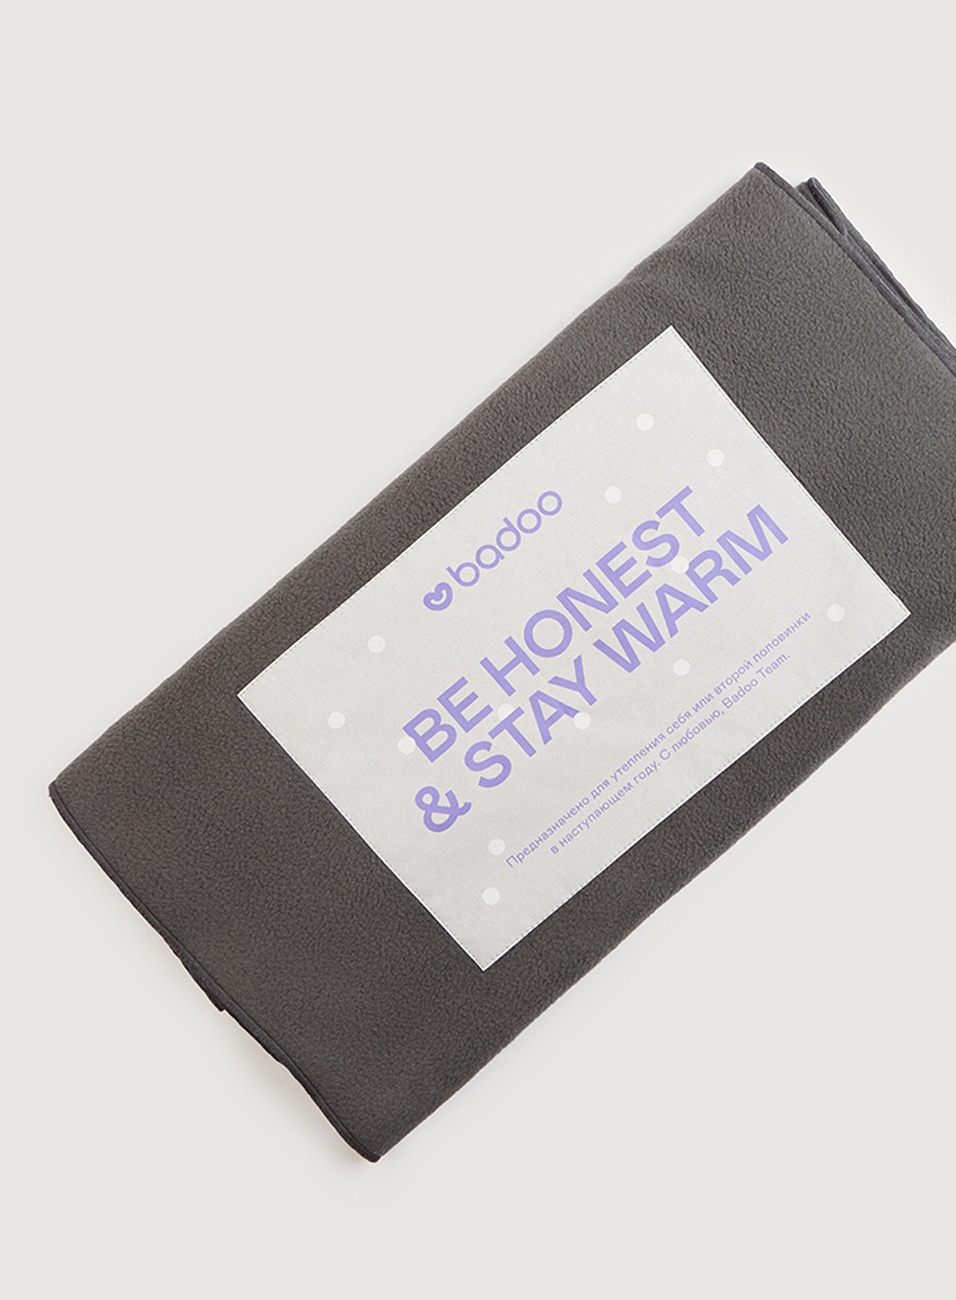 badoo
BE HONEST
& STAY WARM
Предназначено для утепления себя или второй половинки
в наступающем году. С любовью, Badoo Team.